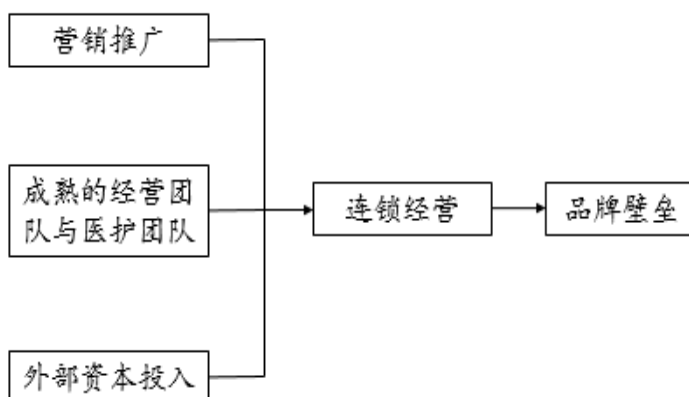 营销推广
成熟的经营团
队与医护团队
连锁经营
品牌壁垒
外部资本投入